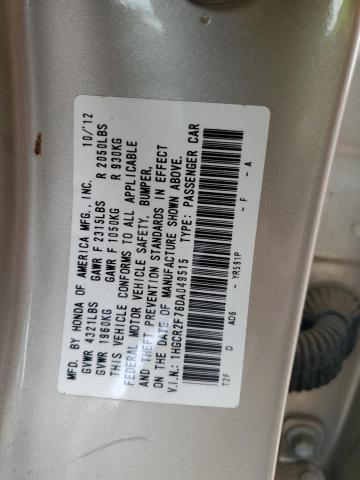 MFD. BY HONDA OF AMERICA MFG., INC. 10/12
GVWR 4321LBS GAWR F 2315LBS R 2050LBS
GVWR 1960KG GAWR F 1050KG R 930KG
THIS VEHICLE CONFORMS TO ALL APPLICABLE
FEDERAL MOTOR VEHICLE SAFETY, BUMPER,
AND THEFT PREVENTION STANDARDS IN EFFECT
ON THE DATE OF MANUFACTURE SHOWN ABOVE.
V.I.N.: 1HGCR2F76DA049515 TYPE: PASSENGER CAR
T2F D AD6 - YR591P - F - A